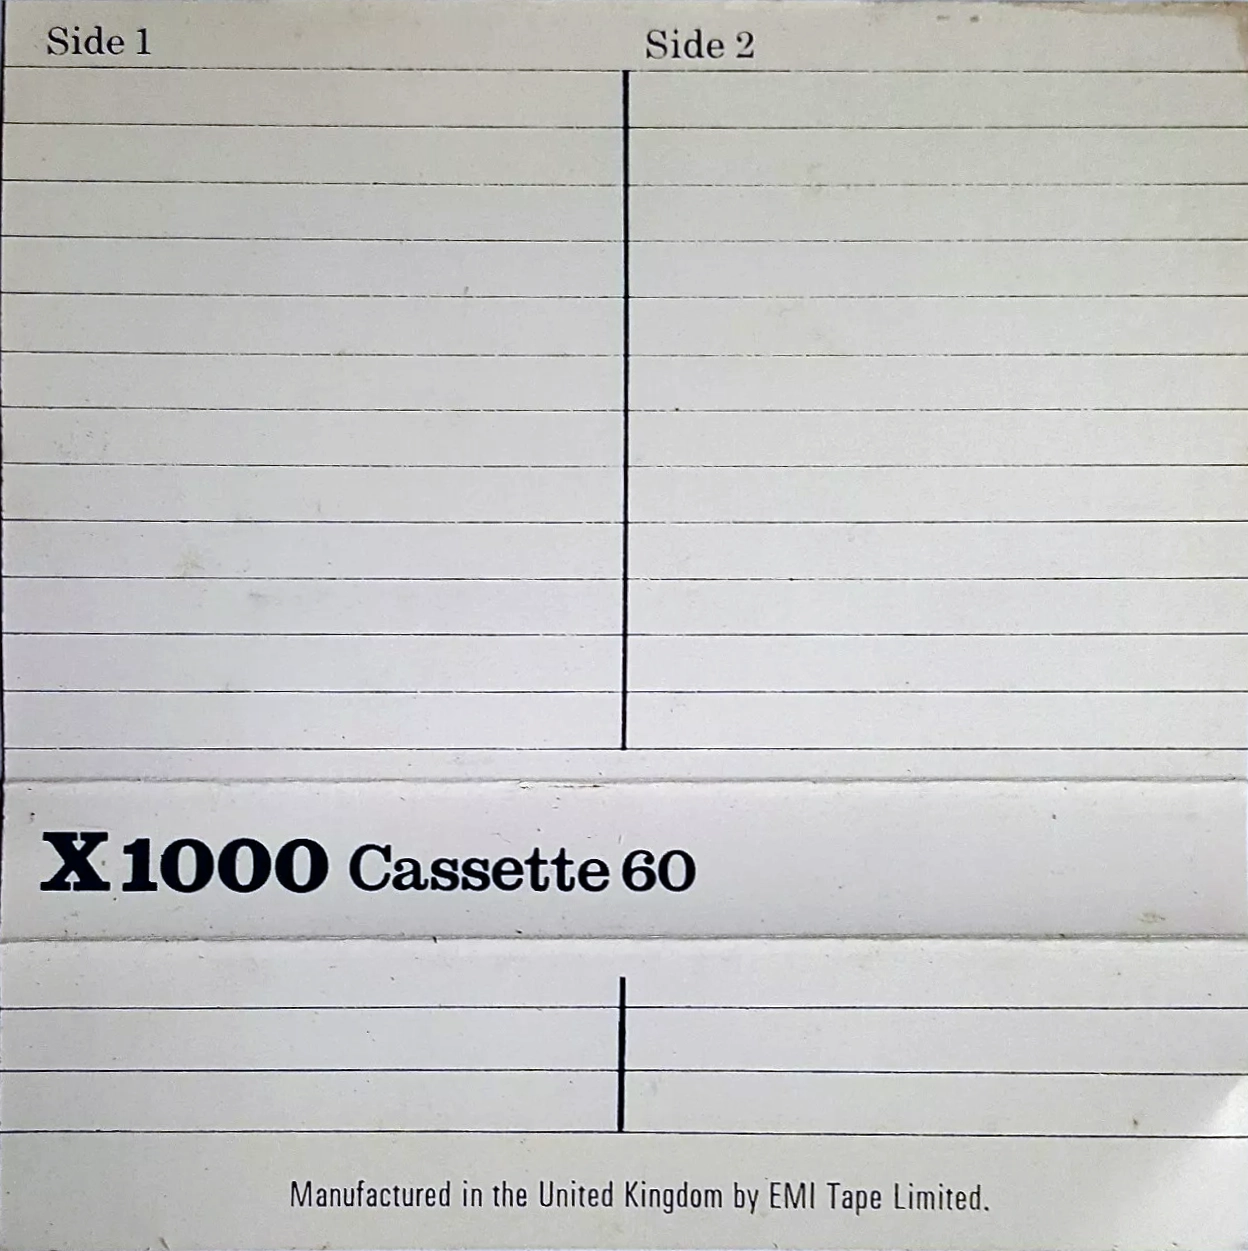 Side 1
Side 2
X1000 Cassette 60
Manufactured in the United Kingdom by EMI Tape Limited.